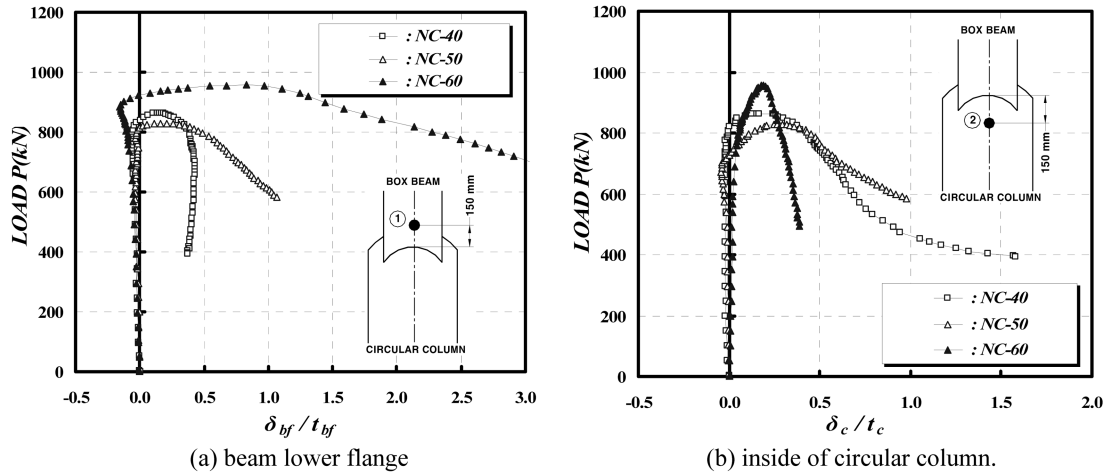 1200
1000
800
600
400
200
0
LOAD P(kN)
: NC-40
: NC-50
: NC-60
BOX BEAM
1
150 mm
CIRCULAR COLUMN
-0.5 0.0 0.5 1.0 1.5 2.0 2.5 3.0
δbf / tbf
(a) beam lower flange
1200
1000
800
600
400
200
0
LOAD P(kN)
BOX BEAM
2
150 mm
CIRCULAR COLUMN
: NC-40
: NC-50
: NC-60
-0.5 0.0 0.5 1.0 1.5 2.0
δc / tc
(b) inside of circular column.